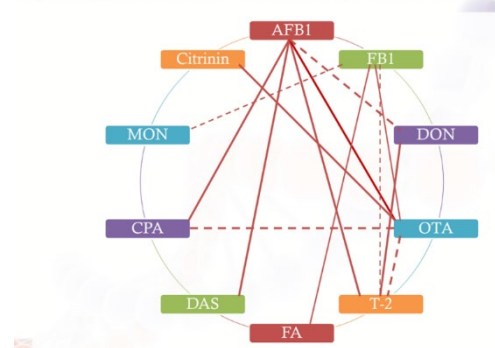 AFB1
Citrinin
FB1
MON
DON
CPA
OTA
DAS
T-2
FA